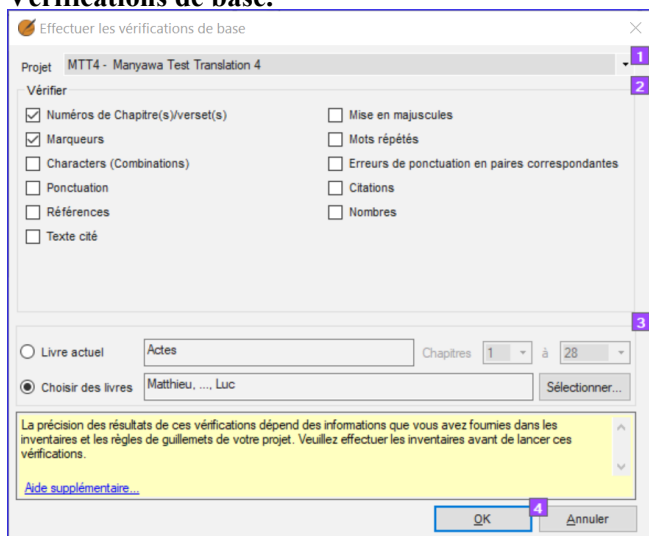 Vérifications de base.
Effectuer les vérifications de base
Projet MTT4 - Manyawa Test Translation 4
1
2
Vérifier
Numéros de Chapitre(s)/verset(s)
Mise en majuscules
Marqueurs
Mots répétés
Characters (Combinations)
Erreurs de ponctuation en paires correspondantes
Ponctuation
Citations
Références
Nombres
Texte cité
3
Livre actuel Actes Chapitres 1 à 28
Choisir des livres Matthieu, ..., Luc Sélectionner...
La précision des résultats de ces vérifications dépend des informations que vous avez fournies dans les
inventaires et les règles de guillemets de votre projet. Veuillez effectuer les inventaires avant de lancer ces
vérifications.
Aide supplémentaire...
4
OK Annuler